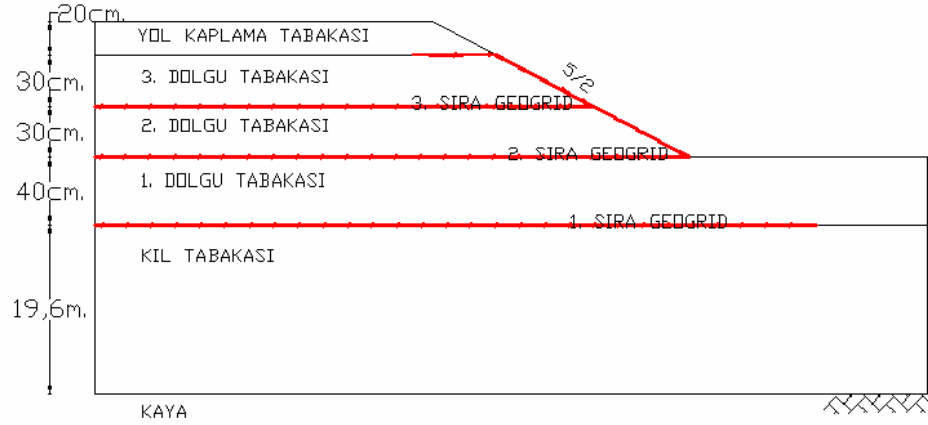 20cm.
YOL KAPLAMA TABAKASI
30cm.
3. DOLGU TABAKASI
5/2
3. SIRA GEOGRID
30cm.
2. DOLGU TABAKASI
2. SIRA GEOGRID
40cm.
1. DOLGU TABAKASI
1. SIRA GEOGRID
KIL TABAKASI
19,6m.
KAYA